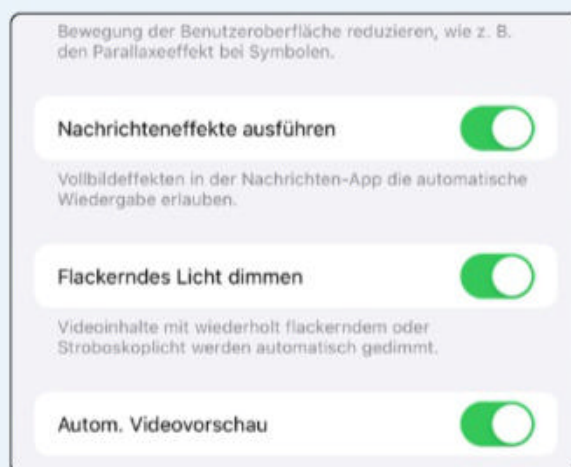 Bewegung der Benutzeroberfläche reduzieren, wie z. B.
den Parallaxeeffekt bei Symbolen.
Nachrichteneffekte ausführen
Vollbildeffekten in der Nachrichten-App die automatische
Wiedergabe erlauben.
Flackerndes Licht dimmen
Videoinhalte mit wiederholt flackerndem oder
Stroboskoplicht werden automatisch gedimmt.
Autom. Videovorschau